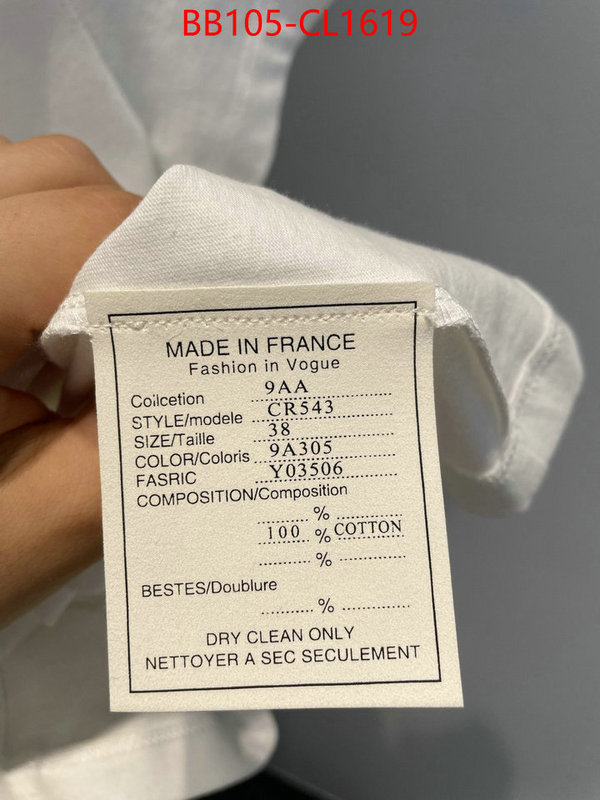 BB105-CL1619
MADE IN FRANCE
Fashion in Vogue
Coilcetion 9AA
STYLE/modele CR543
SIZE/Taille 38
COLOR/Coloris 9A305
FASRIC Y03506
COMPOSITION/Composition
%
100 % COTTON
%
BESTES/Doublure
%
DRY CLEAN ONLY
NETTOYER A SEC SECULEMENT